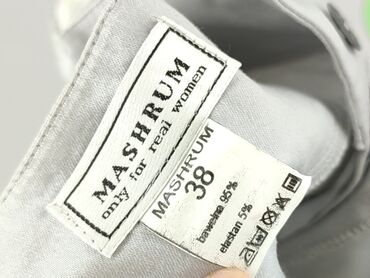 MASHRUM
only for real women
MASHRUM
38
bawełna 95%
elastan 5%